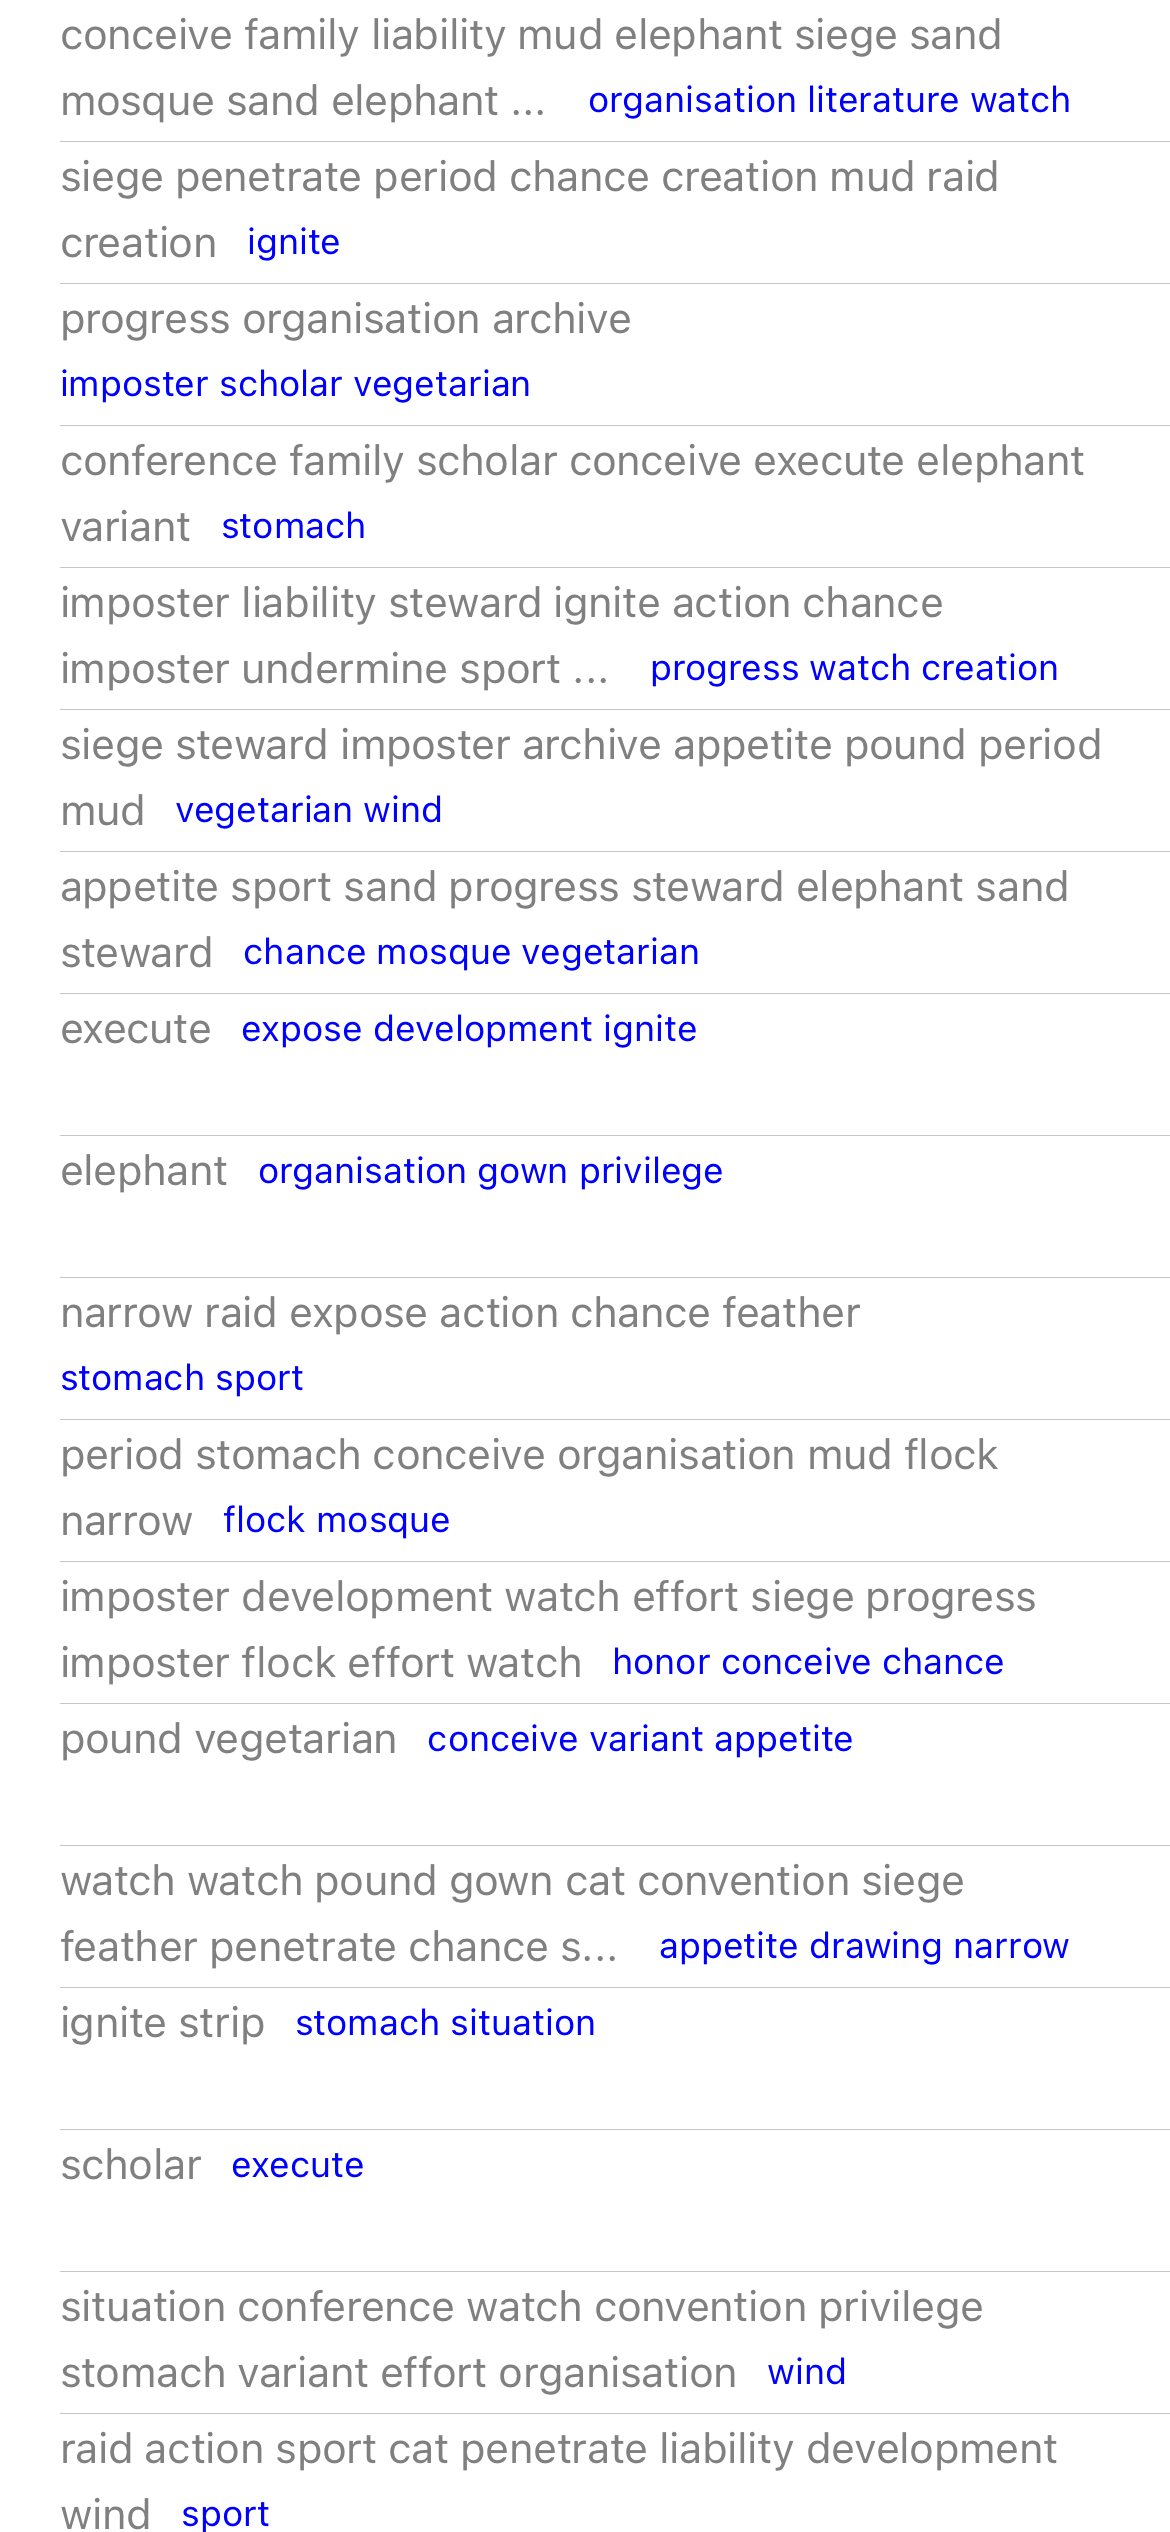 conceive family liability mud elephant siege sand
mosque sand elephant ... organisation literature watch
siege penetrate period chance creation mud raid
creation ignite
progress organisation archive
imposter scholar vegetarian
conference family scholar conceive execute elephant
variant stomach
imposter liability steward ignite action chance
imposter undermine sport ... progress watch creation
siege steward imposter archive appetite pound period
mud vegetarian wind
appetite sport sand progress steward elephant sand
steward chance mosque vegetarian
execute expose development ignite
elephant organisation gown privilege
narrow raid expose action chance feather
stomach sport
period stomach conceive organisation mud flock
narrow flock mosque
imposter development watch effort siege progress
imposter flock effort watch honor conceive chance
pound vegetarian conceive variant appetite
watch watch pound gown cat convention siege
feather penetrate chance s... appetite drawing narrow
ignite strip stomach situation
scholar execute
situation conference watch convention privilege
stomach variant effort organisation wind
raid action sport cat penetrate liability development
wind sport